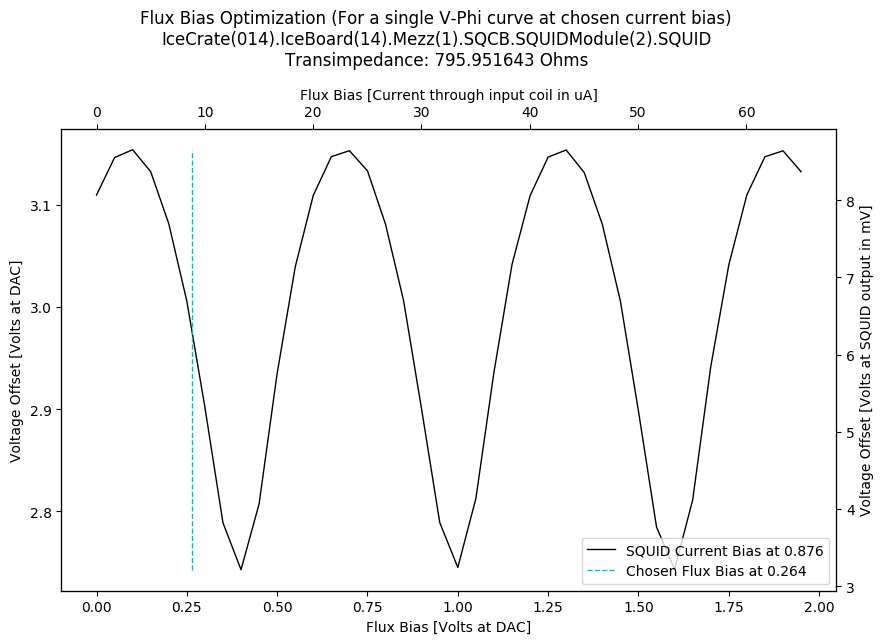 Flux Bias Optimization (For a single V-Phi curve at chosen current bias)
IceCrate(014).IceBoard(14).Mezz(1).SQCB.SQUIDModule(2).SQUID
Transimpedance: 795.951643 Ohms
Flux Bias [Current through input coil in uA]
0 10 20 30 40 50 60
Voltage Offset [Volts at DAC]
3.1
3.0
2.9
2.8
8
7
6
5
4
3
Voltage Offset [Volts at SQUID output in mV]
SQUID Current Bias at 0.876
Chosen Flux Bias at 0.264
0.00 0.25 0.50 0.75 1.00 1.25 1.50 1.75 2.00
Flux Bias [Volts at DAC]